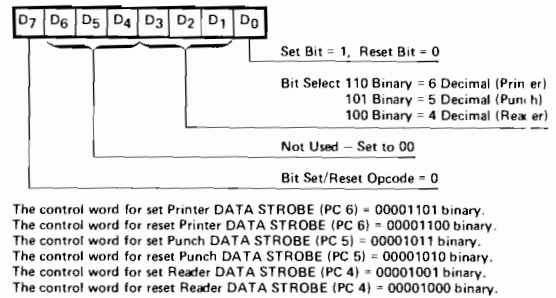 D7 D6 D5 D4 D3 D2 D1 D0
Set Bit = 1, Reset Bit = 0
Bit Select 110 Binary = 6 Decimal (Prin er)
101 Binary = 5 Decimal (Pun h)
100 Binary = 4 Decimal (Rea er)
Not Used – Set to 00
Bit Set/Reset Opcode = 0
The control word for set Printer DATA STROBE (PC 6) = 00001101 binary.
The control word for reset Printer DATA STROBE (PC 6) = 00001100 binary.
The control word for set Punch DATA STROBE (PC 5) = 00001011 binary.
The control word for reset Punch DATA STROBE (PC 5) = 00001010 binary.
The control word for set Reader DATA STROBE (PC 4) = 00001001 binary.
The control word for reset Reader DATA STROBE (PC 4) = 00001000 binary.